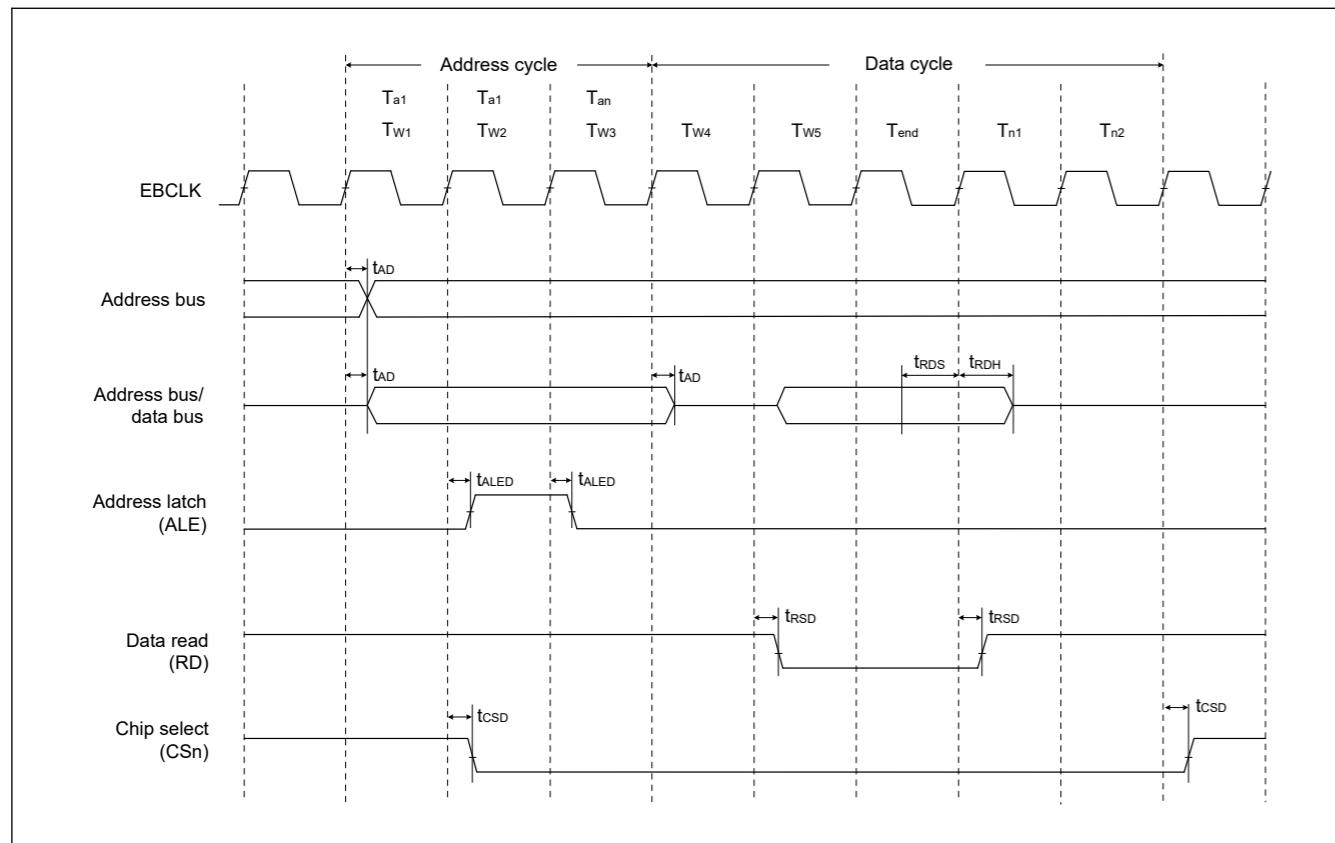 Address cycle Data cycle
Ta1 Ta1 Tan
TW1 TW2 TW3 TW4 TW5 Tend Tn1 Tn2
EBCLK
tAD
Address bus
tAD tAD tRDS tRDH
Address bus/
data bus
tALED tALED
Address latch
(ALE)
tRSD tRSD
Data read
(RD)
tCSD tCSD
Chip select
(CSn)